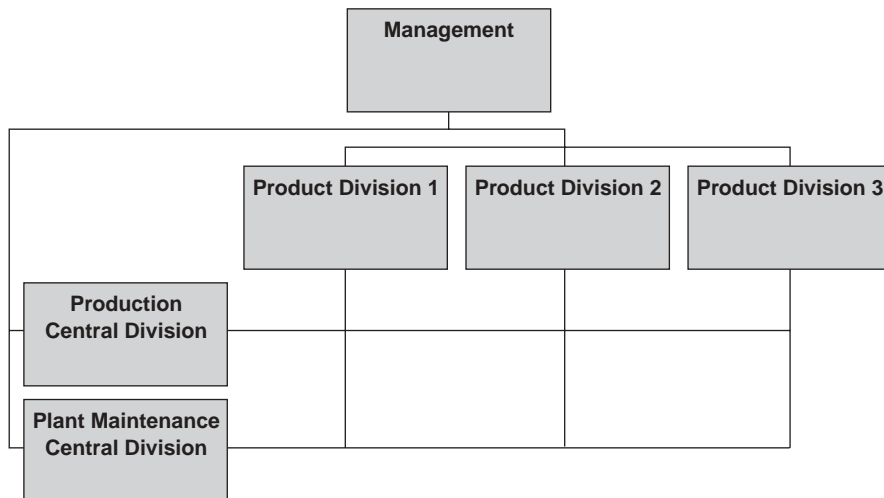 Management
Product Division 1
Product Division 2
Product Division 3
Production
Central Division
Plant Maintenance
Central Division